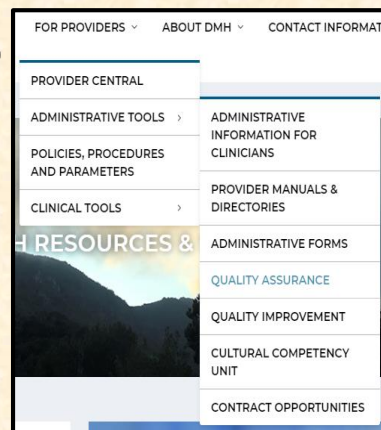 FOR PROVIDERS ABOUT DMH CONTACT INFORMAT
PROVIDER CENTRAL
ADMINISTRATIVE TOOLS
POLICIES, PROCEDURES
AND PARAMETERS
CLINICAL TOOLS
ADMINISTRATIVE
INFORMATION FOR
CLINICIANS
PROVIDER MANUALS &
DIRECTORIES
ADMINISTRATIVE FORMS
QUALITY ASSURANCE
QUALITY IMPROVEMENT
CULTURAL COMPETENCY
UNIT
CONTRACT OPPORTUNITIES
H RESOURCES &